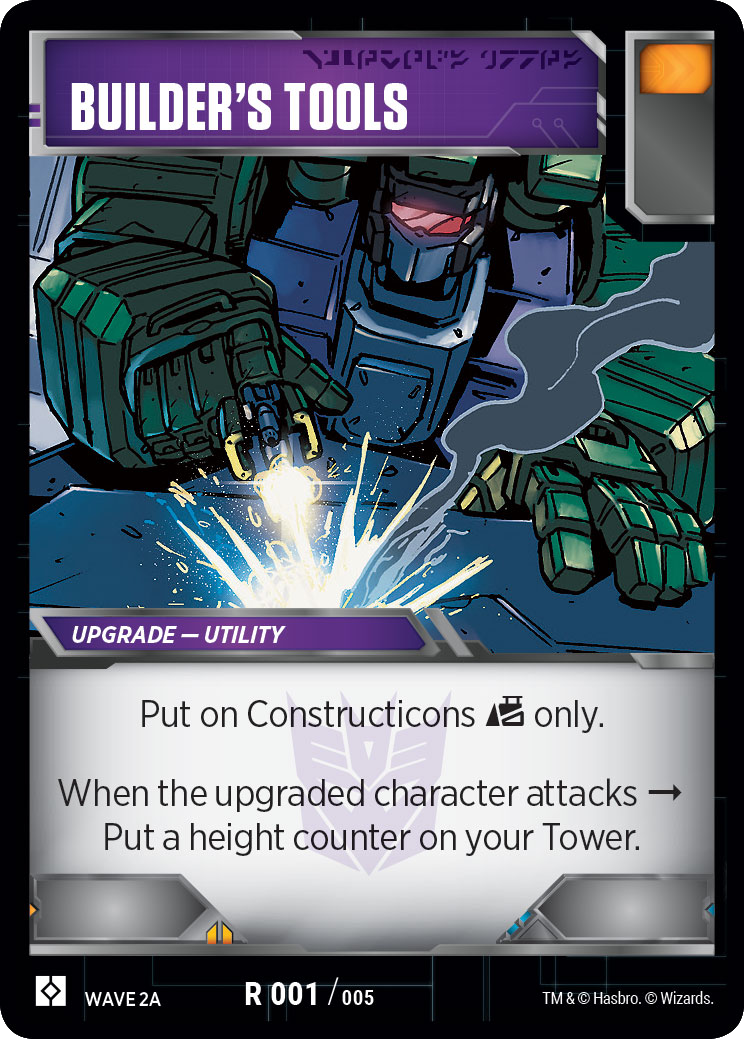 BUILDER'S TOOLS
UPGRADE — UTILITY
Put on Constructicons only.
When the upgraded character attacks →
Put a height counter on your Tower.
WAVE 2A
R 001 / 005
TM & © Hasbro. © Wizards.